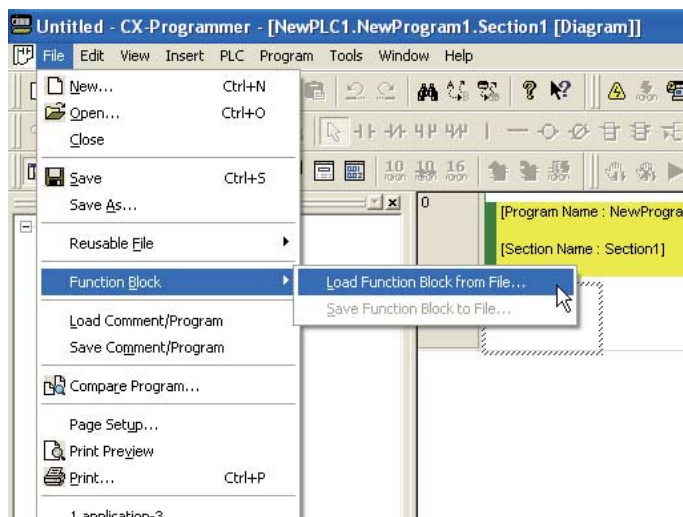 Untitled - CX-Programmer - [NewPLC1.NewProgram1.Section1 [Diagram]]
File Edit View Insert PLC Program Tools Window Help
New... Ctrl+N
Open... Ctrl+O
Close
Save Ctrl+S
Save As...
Reusable File
Function Block
Load Function Block from File...
Save Function Block to File...
Load Comment/Program
Save Comment/Program
Compare Program...
Page Setup...
Print Preview
Print... Ctrl+P
1 application-3
10 10 16
0
[Program Name : NewProgra
[Section Name : Section1]